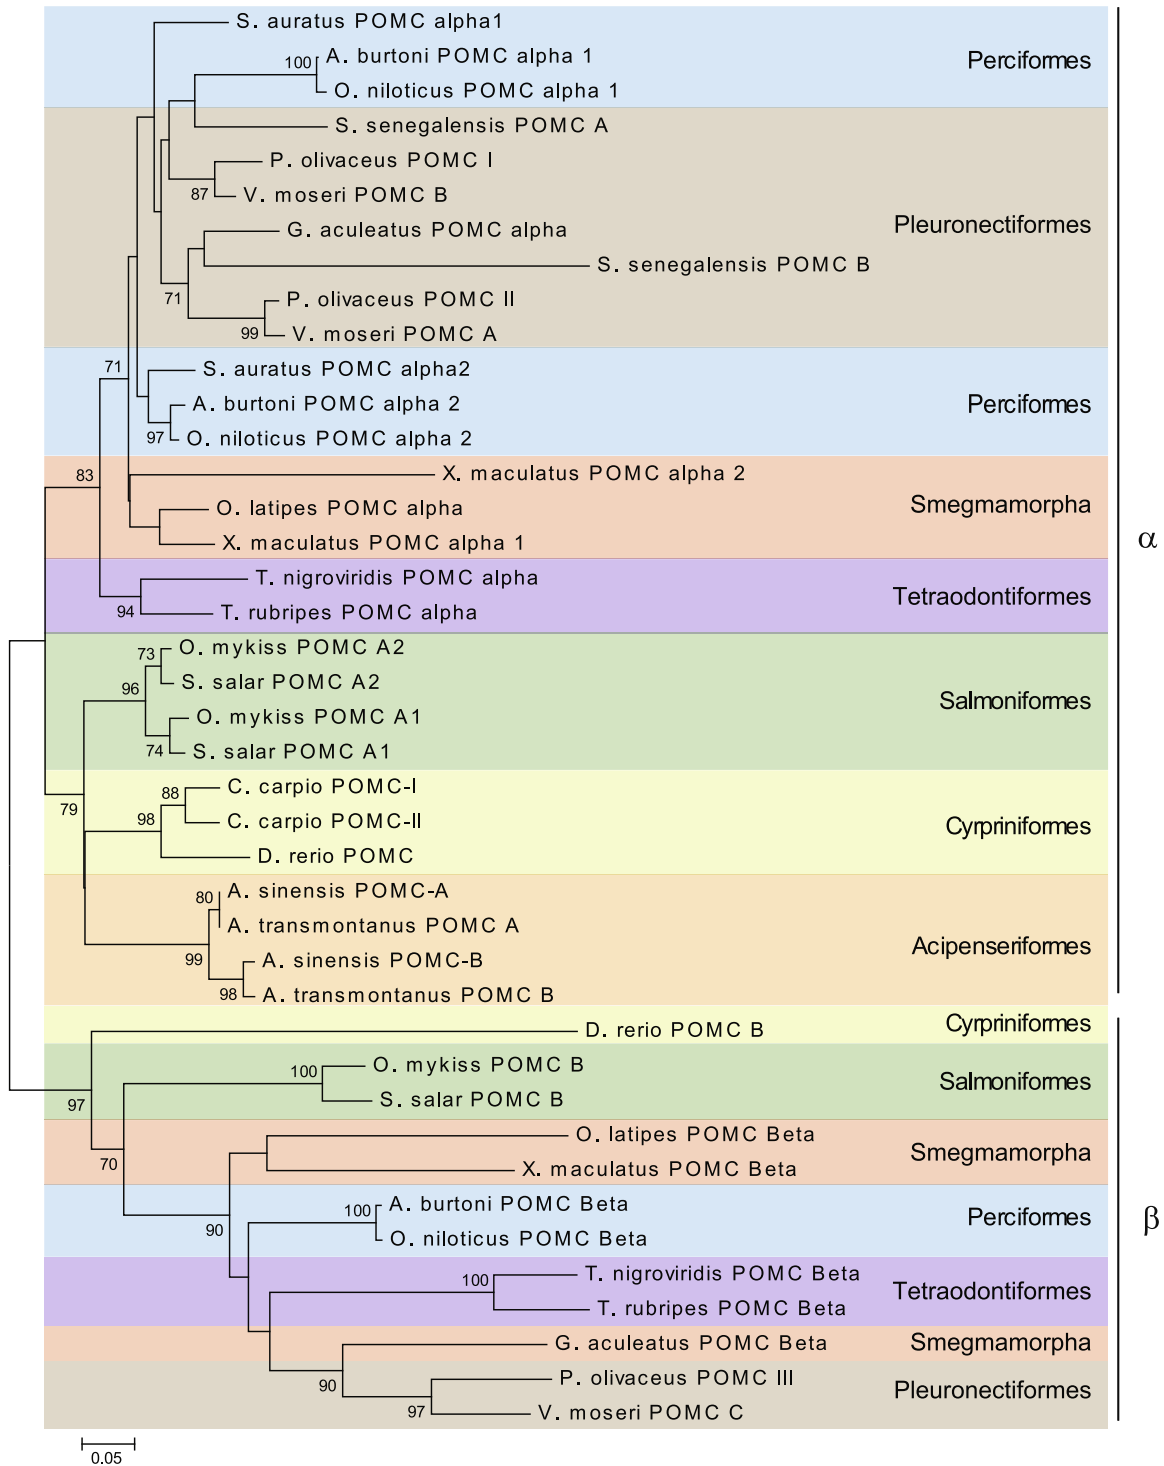 S. auratus POMC alpha1
100
A. burtoni POMC alpha 1
Perciformes
O. niloticus POMC alpha 1
S. senegalensis POMC A
P. olivaceus POMC I
87
V. moseri POMC B
Pleuronectiformes
G. aculeatus POMC alpha
S. senegalensis POMC B
71
P. olivaceus POMC II
99
V. moseri POMC A
71
S. auratus POMC alpha2
A. burtoni POMC alpha 2
Perciformes
97
O. niloticus POMC alpha 2
83
X. maculatus POMC alpha 2
Smegmamorpha
O. latipes POMC alpha
X. maculatus POMC alpha 1
α
T. nigroviridis POMC alpha
Tetraodontiformes
94
T. rubripes POMC alpha
73
O. mykiss POMC A2
96
S. salar POMC A2
Salmoniformes
O. mykiss POMC A1
74
S. salar POMC A1
79
88
C. carpio POMC-I
98
C. carpio POMC-II
Cyrpriniformes
D. rerio POMC
80
A. sinensis POMC-A
A. transmontanus POMC A
Acipenseriformes
99
A. sinensis POMC-B
98
A. transmontanus POMC B
D. rerio POMC B
Cyrpriniformes
97
100
O. mykiss POMC B
Salmoniformes
S. salar POMC B
70
O. latipes POMC Beta
Smegmamorpha
X. maculatus POMC Beta
90
100
A. burtoni POMC Beta
Perciformes
β
O. niloticus POMC Beta
100
T. nigroviridis POMC Beta
Tetraodontiformes
T. rubripes POMC Beta
G. aculeatus POMC Beta
Smegmamorpha
90
P. olivaceus POMC III
Pleuronectiformes
97
V. moseri POMC C
0.05